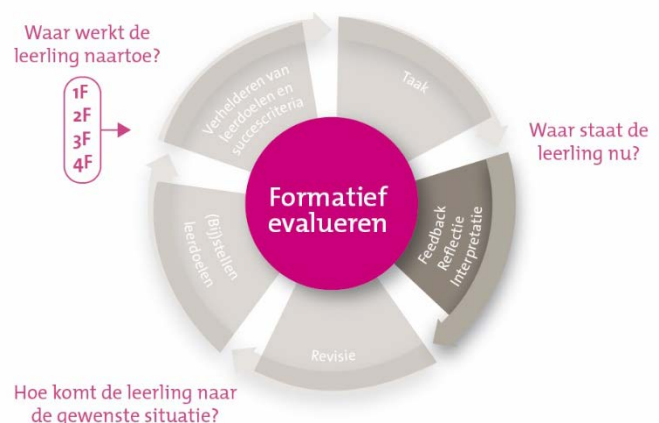 Waar werkt de
leerling naartoe?
1F
2F
3F
4F
Verhelderen van
leerdoelen en
succescriteria
Taak
Waar staat de
leerling nu?
Formatief
evalueren
Feedback
Reflectie
Interpretatie
(Bij)stellen
leerdoelen
Revisie
Hoe komt de leerling naar
de gewenste situatie?